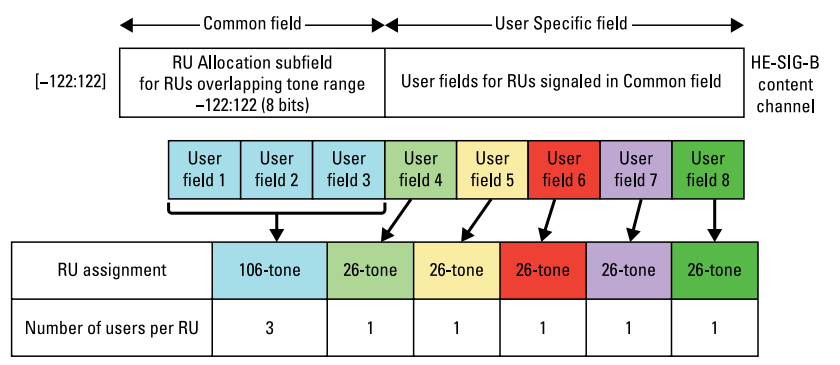 Common field
User Specific field
[–122:122]
RU Allocation subfield
for RUs overlapping tone range
–122:122 (8 bits)
User fields for RUs signaled in Common field
HE-SIG-B
content
channel
User
field 1
User
field 2
User
field 3
User
field 4
User
field 5
User
field 6
User
field 7
User
field 8
RU assignment
106-tone
26-tone
26-tone
26-tone
26-tone
26-tone
Number of users per RU
3
1
1
1
1
1